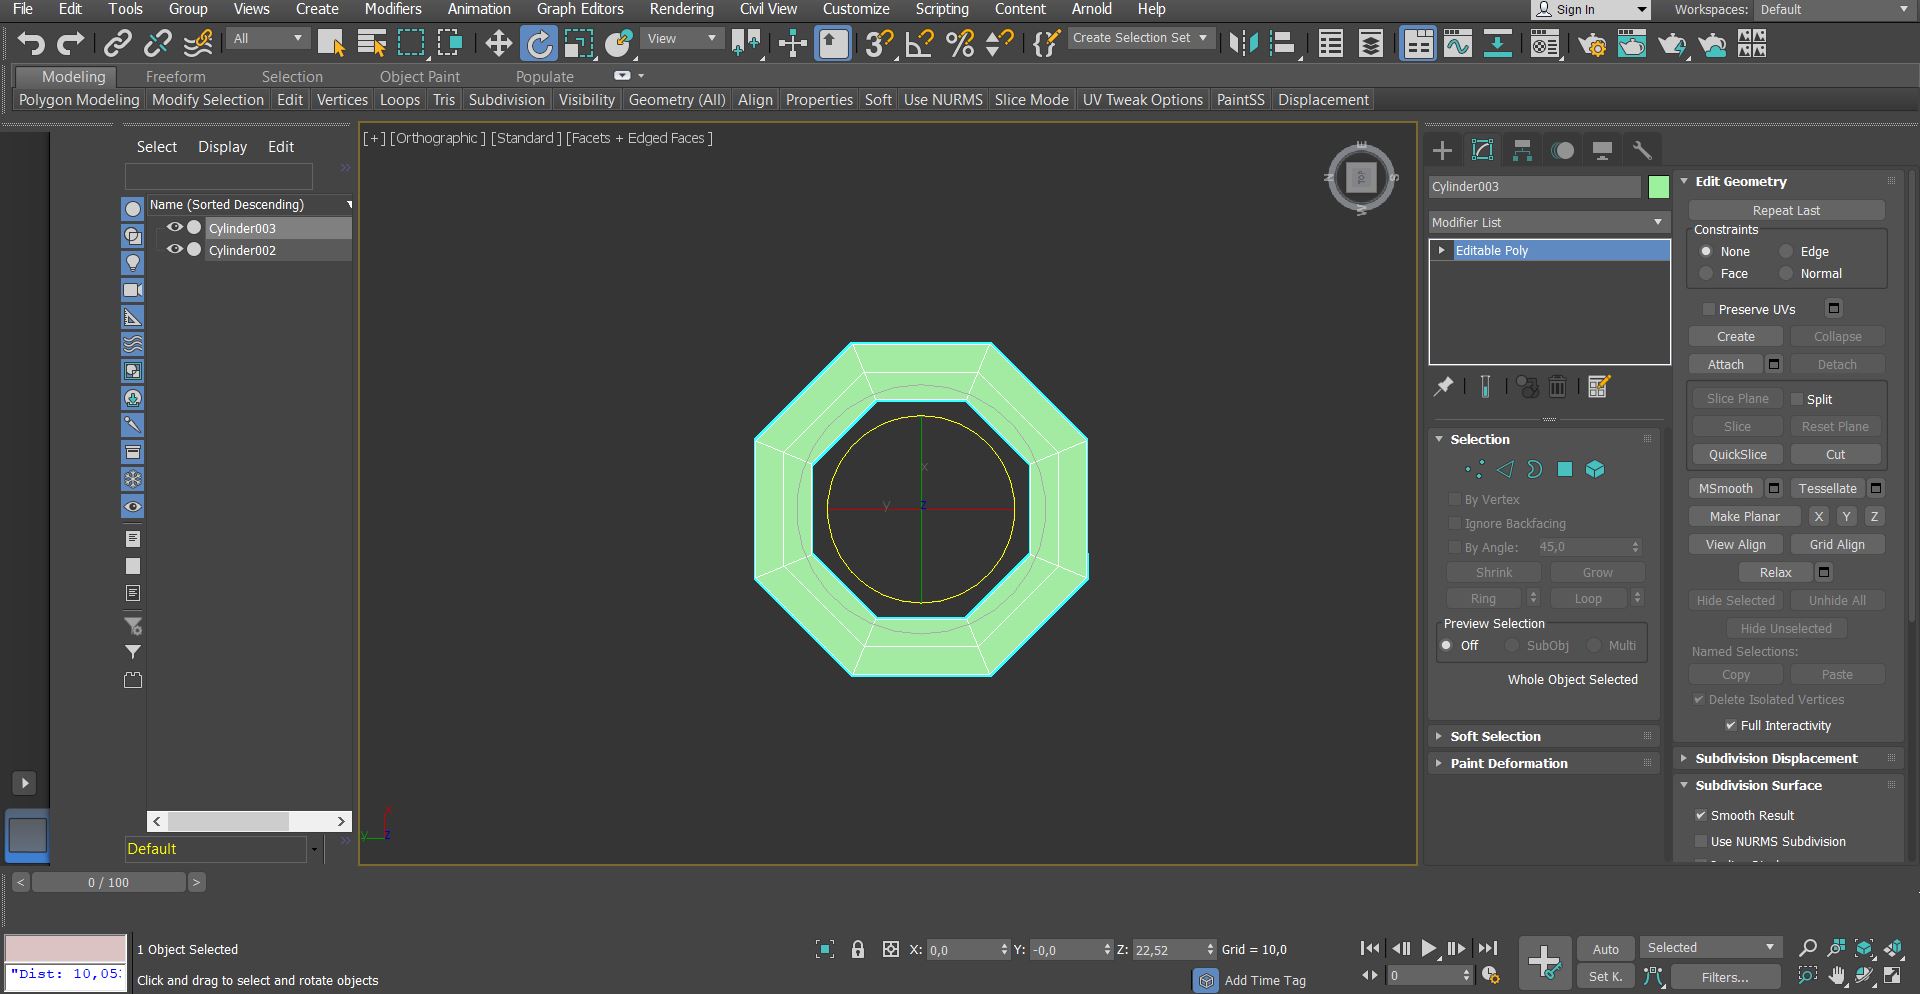 File Edit Tools Group Views Create Modifiers Animation Graph Editors Rendering Civil View Customize Scripting Content Arnold Help Sign In Workspaces: Default
All View Create Selection Set
Modeling Freeform Selection Object Paint Populate
Polygon Modeling Modify Selection Edit Vertices Loops Tris Subdivision Visibility Geometry (All) Align Properties Soft Use NURMS Slice Mode UV Tweak Options PaintSS Displacement
Select Display Edit
Name (Sorted Descending)
Cylinder003
Cylinder002
Default
[+] [Orthographic ] [Standard ] [Facets + Edged Faces ]
E
N TOP S
W
x
y z
x
y z
Cylinder003
Modifier List
Editable Poly
Selection
By Vertex
Ignore Backfacing
By Angle: 45,0
Shrink Grow
Ring Loop
Preview Selection
Off SubObj Multi
Whole Object Selected
Soft Selection
Paint Deformation
Edit Geometry
Repeat Last
Constraints
None Edge
Face Normal
Preserve UVs
Create Collapse
Attach Detach
Slice Plane Split
Slice Reset Plane
QuickSlice Cut
MSmooth Tessellate
Make Planar X Y Z
View Align Grid Align
Relax
Hide Selected Unhide All
Hide Unselected
Named Selections:
Copy Paste
Delete Isolated Vertices
Full Interactivity
Subdivision Displacement
Subdivision Surface
Smooth Result
Use NURMS Subdivision
< 0 / 100 >
"Dist: 10,053
1 Object Selected
Click and drag to select and rotate objects
X: 0,0 Y: -0,0 Z: 22,52 Grid = 10,0
Add Time Tag
0
Auto Selected
Set K. Filters...